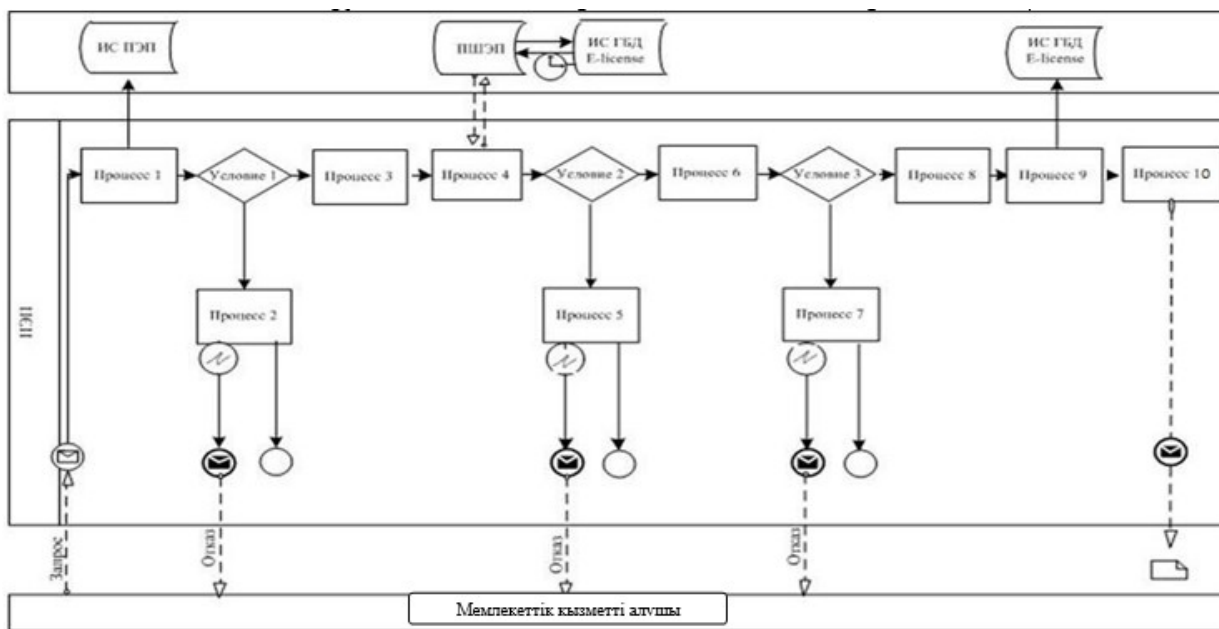 ИС ПЭП
ПШЭП
ИС ГБД
E-license
ИС ГБД
E-license
Процесс 1
Условие 1
Процесс 3
Процесс 4
Условие 2
Процесс 6
Условие 3
Процесс 8
Процесс 9
Процесс 10
Процесс 2
Процесс 5
Процесс 7
Запрос
Отказ
Отказ
Отказ
Мемлекеттік қызметті алушы